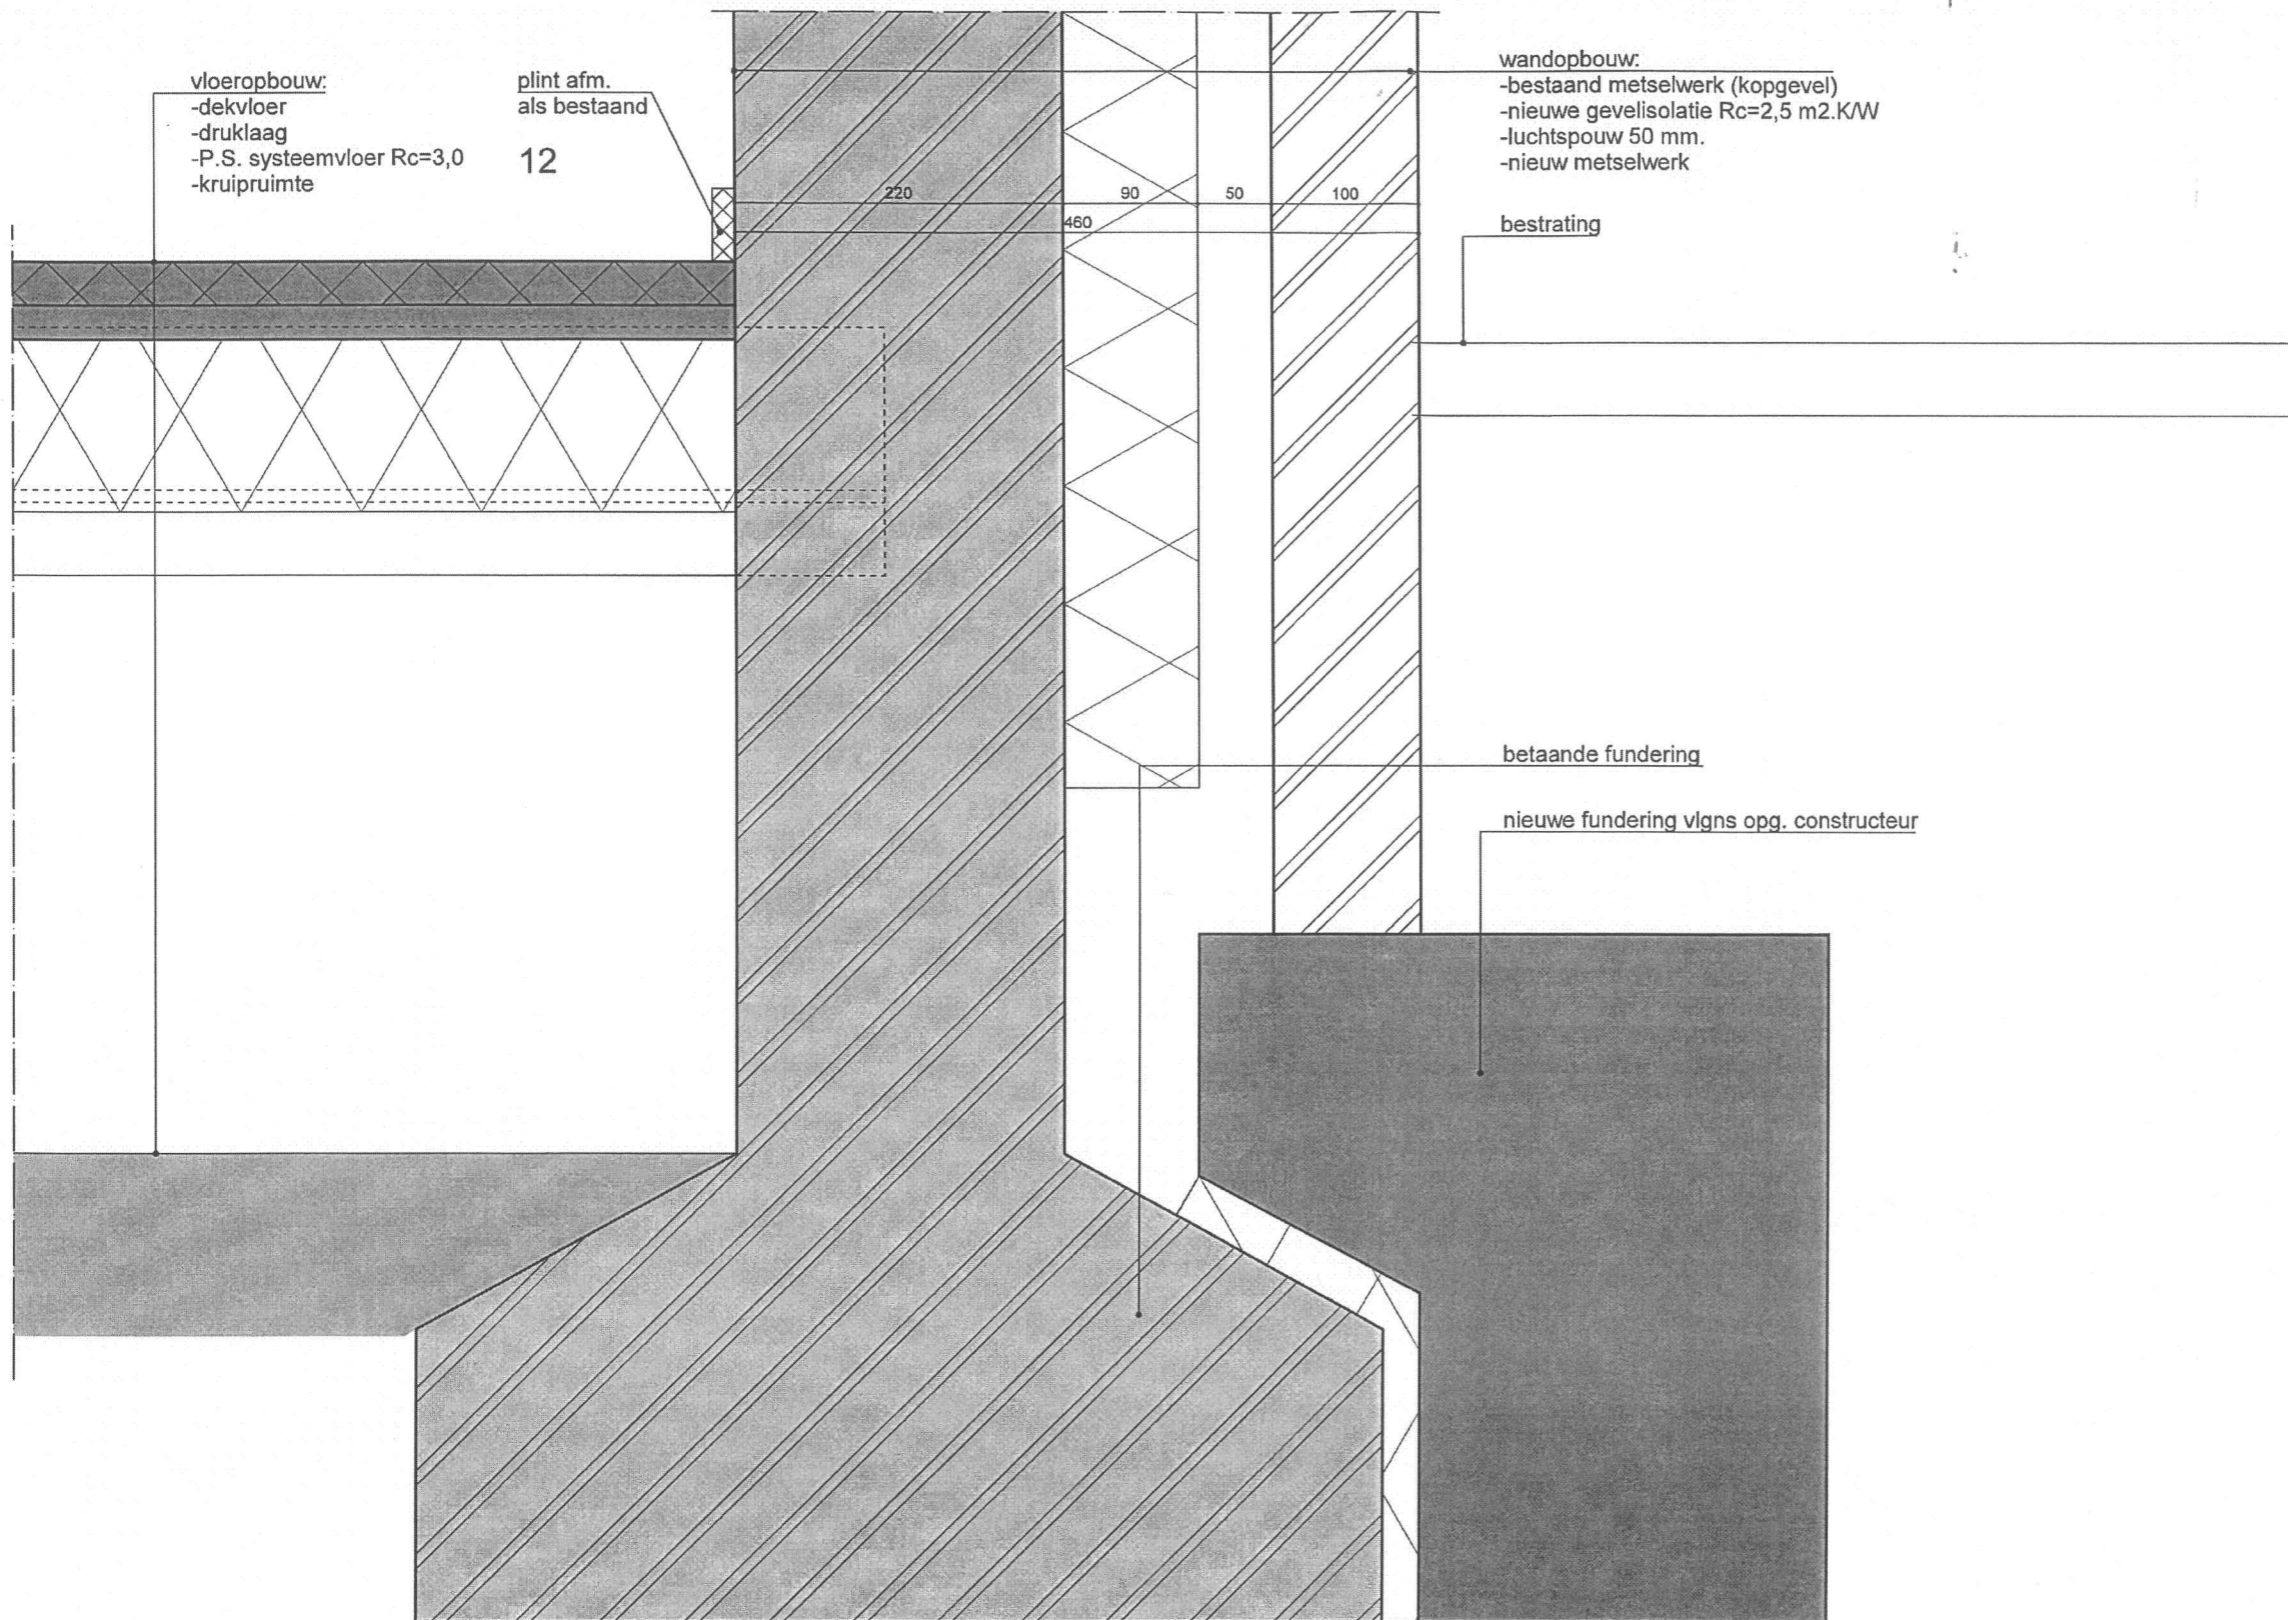 vloeropbouw:
-dekvloer
-druklaag
-P.S. systeemvloer Rc=3,0
-kruipruimte
plint afm.
als bestaand
12
wandopbouw:
-bestaand metselwerk (kopgevel)
-nieuwe gevelisolatie Rc=2,5 m2.K/W
-luchtspouw 50 mm.
-nieuw metselwerk
220
90
50
100
460
bestrating
betaande fundering
nieuwe fundering vlgns opg. constructeur